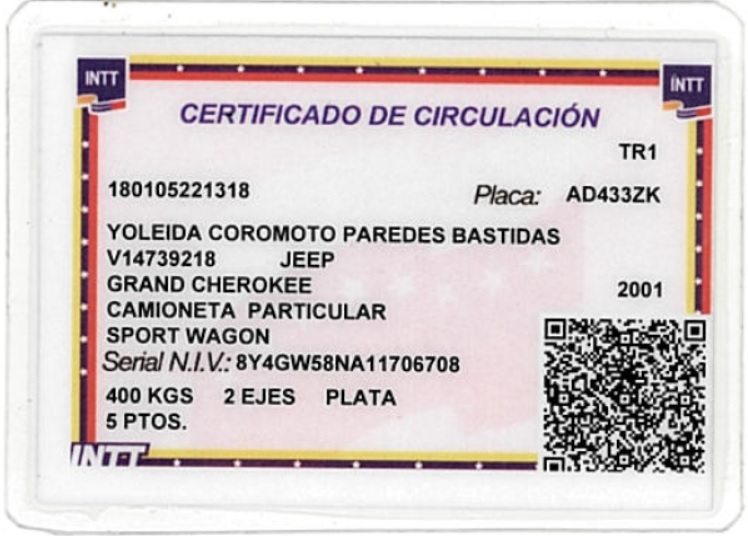 INTT
INTT
CERTIFICADO DE CIRCULACIÓN
TR1
180105221318 Placa: AD433ZK
YOLEIDA COROMOTO PAREDES BASTIDAS
V14739218 JEEP
GRAND CHEROKEE 2001
CAMIONETA PARTICULAR
SPORT WAGON
Serial N.I.V.: 8Y4GW58NA11706708
400 KGS 2 EJES PLATA
5 PTOS.
INTT